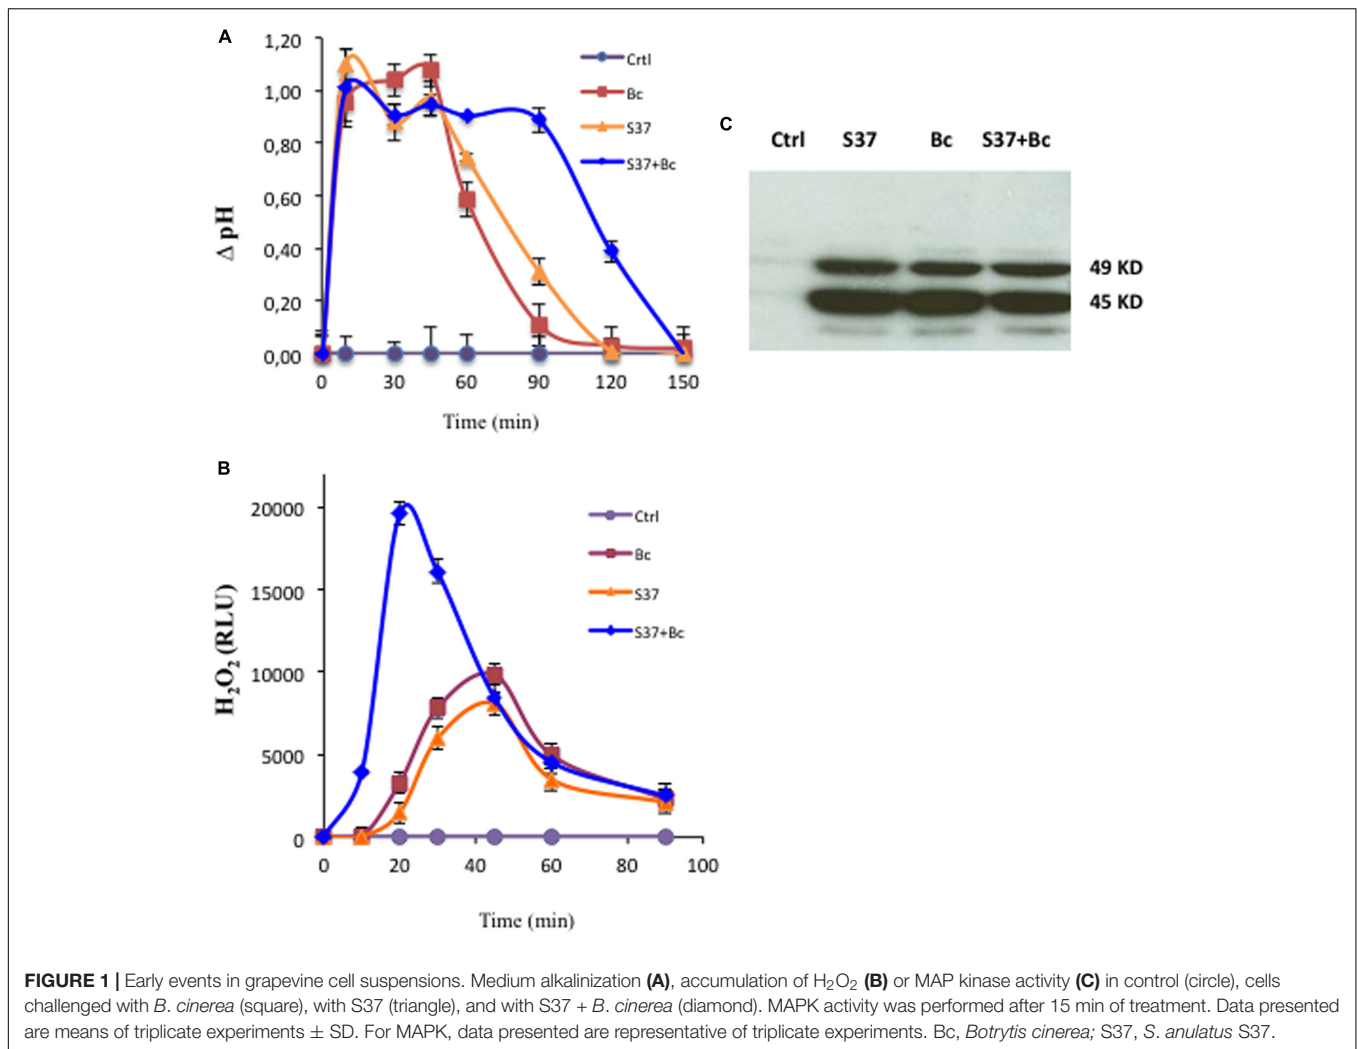 A
1,20
1,00
0,80
0,60
0,40
0,20
0,00
Δ pH
0 30 60 90 120 150
Time (min)
Crtl
Bc
S37
S37+Bc
C
Ctrl S37 Bc S37+Bc
49 KD
45 KD
B
20000
15000
10000
5000
0
H₂O₂ (RLU)
0 20 40 60 80 100
Time (min)
Ctrl
Bc
S37
S37+Bc
FIGURE 1 | Early events in grapevine cell suspensions. Medium alkalinization (A), accumulation of H₂O₂ (B) or MAP kinase activity (C) in control (circle), cells
challenged with B. cinerea (square), with S37 (triangle), and with S37 + B. cinerea (diamond). MAPK activity was performed after 15 min of treatment. Data presented
are means of triplicate experiments ± SD. For MAPK, data presented are representative of triplicate experiments. Bc, Botrytis cinerea; S37, S. anulatus S37.